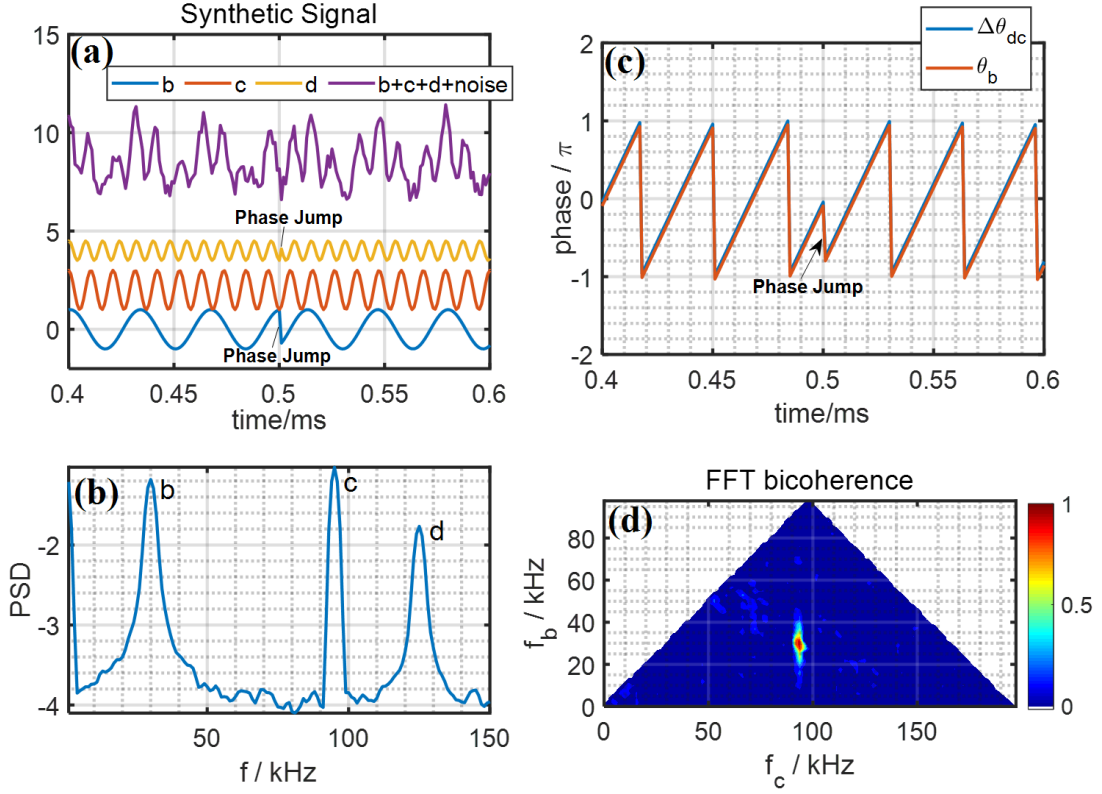 Synthetic Signal
(a)
b c d b+c+d+noise
15
10
5
0
Phase Jump
Phase Jump
0.4 0.45 0.5 0.55 0.6
time/ms
(c)
Δθdc
θb
phase / π
2
1
0
-1
-2
Phase Jump
0.4 0.45 0.5 0.55 0.6
time/ms
(b)
b
c
d
PSD
-2
-3
-4
50 100 150
f / kHz
FFT bicoherence
(d)
f_b / kHz
80
60
40
20
0
0 50 100 150
f_c / kHz
1
0.5
0